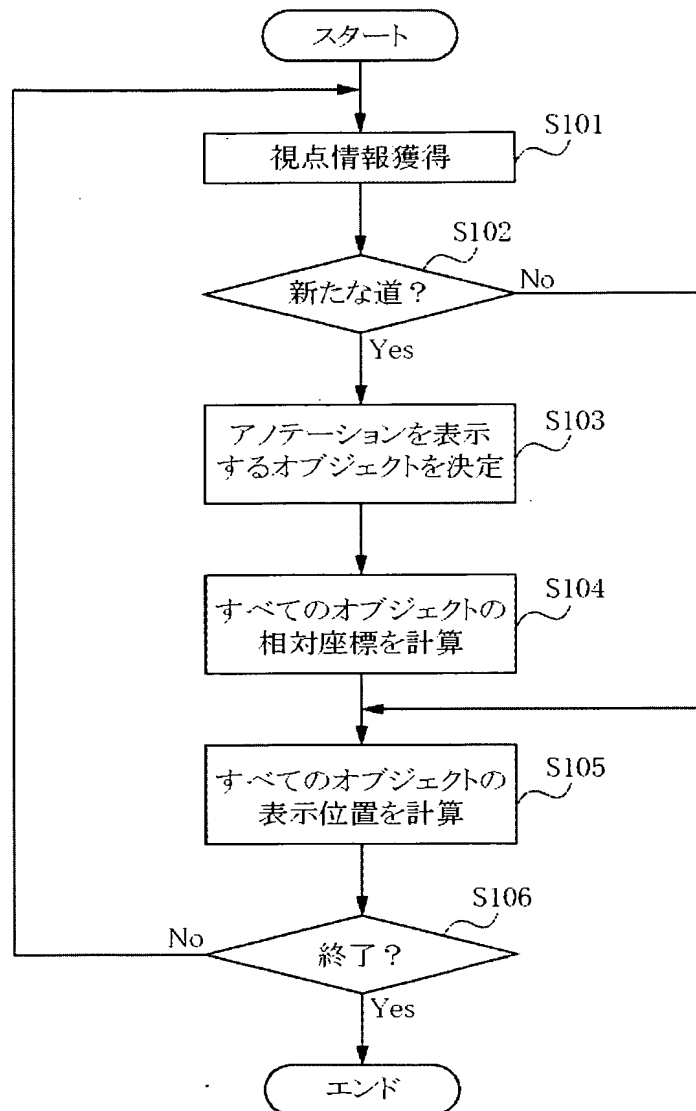 スタート
S101
視点情報獲得
S102
新たな道？
No
Yes
S103
アノテーションを表示
するオブジェクトを決定
S104
すべてのオブジェクトの
相対座標を計算
S105
すべてのオブジェクトの
表示位置を計算
S106
No
終了？
Yes
エンド